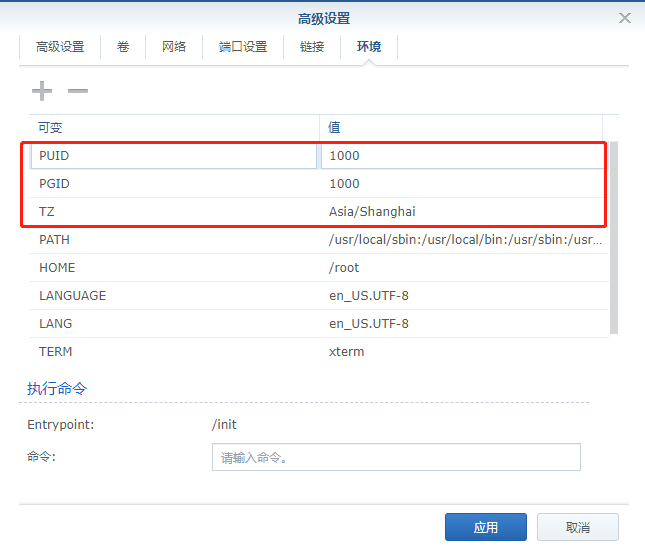 高级设置
高级设置 卷 网络 端口设置 链接 环境
可变 值
PUID 1000
PGID 1000
TZ Asia/Shanghai
PATH /usr/local/sbin:/usr/local/bin:/usr/sbin:/usr...
HOME /root
LANGUAGE en_US.UTF-8
LANG en_US.UTF-8
TERM xterm
执行命令
Entrypoint: /init
命令: 请输入命令。
应用 取消